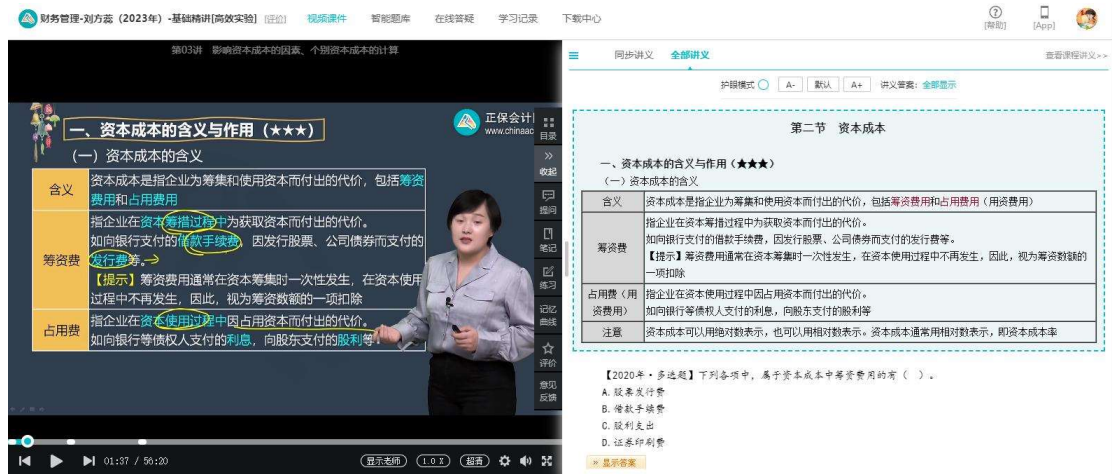 财务管理-刘方蕊（2023年）-基础精讲[高效实验] [评价] 视频课件 智能题库 在线答疑 学习记录 下载中心
[帮助] [App]
第03讲 影响资本成本的因素、个别资本成本的计算
一、资本成本的含义与作用（★★★）
（一）资本成本的含义
含义
资本成本是指企业为筹集和使用资本而付出的代价，包括筹资
费用和占用费用
筹资费
指企业在资本筹措过程中为获取资本而付出的代价。
如向银行支付的借款手续费，因发行股票、公司债券而支付的
发行费等。
【提示】筹资费用通常在资本筹集时一次性发生，在资本使用
过程中不再发生，因此，视为筹资数额的一项扣除
占用费
指企业在资本使用过程中因占用资本而付出的代价。
如向银行等债权人支付的利息，向股东支付的股利等
正保会计
www.chinaac
目录
收起
提问
笔记
练习
记忆
曲线
评价
意见
反馈
01:37 / 56:20
显示老师
1.0 X
超清
同步讲义 全部讲义 查看课程讲义>>
护眼模式 A- 默认 A+ 讲义答案：全部显示
第二节 资本成本
一、资本成本的含义与作用（★★★）
（一）资本成本的含义
含义
资本成本是指企业为筹集和使用资本而付出的代价，包括筹资费用和占用费用（用资费用）
筹资费
指企业在资本筹措过程中为获取资本而付出的代价。
如向银行支付的借款手续费，因发行股票、公司债券而支付的发行费等。
【提示】筹资费用通常在资本筹集时一次性发生，在资本使用过程中不再发生，因此，视为筹资数额的
一项扣除
占用费（用
资费用）
指企业在资本使用过程中因占用资本而付出的代价。
如向银行等债权人支付的利息，向股东支付的股利等
注意
资本成本可以用绝对数表示，也可以用相对数表示。资本成本通常用相对数表示，即资本成本率
【2020年·多选题】下列各项中，属于资本成本中筹资费用的有（ ）。
A. 股票发行费
B. 借款手续费
C. 股利支出
D. 证券印刷费
» 显示答案